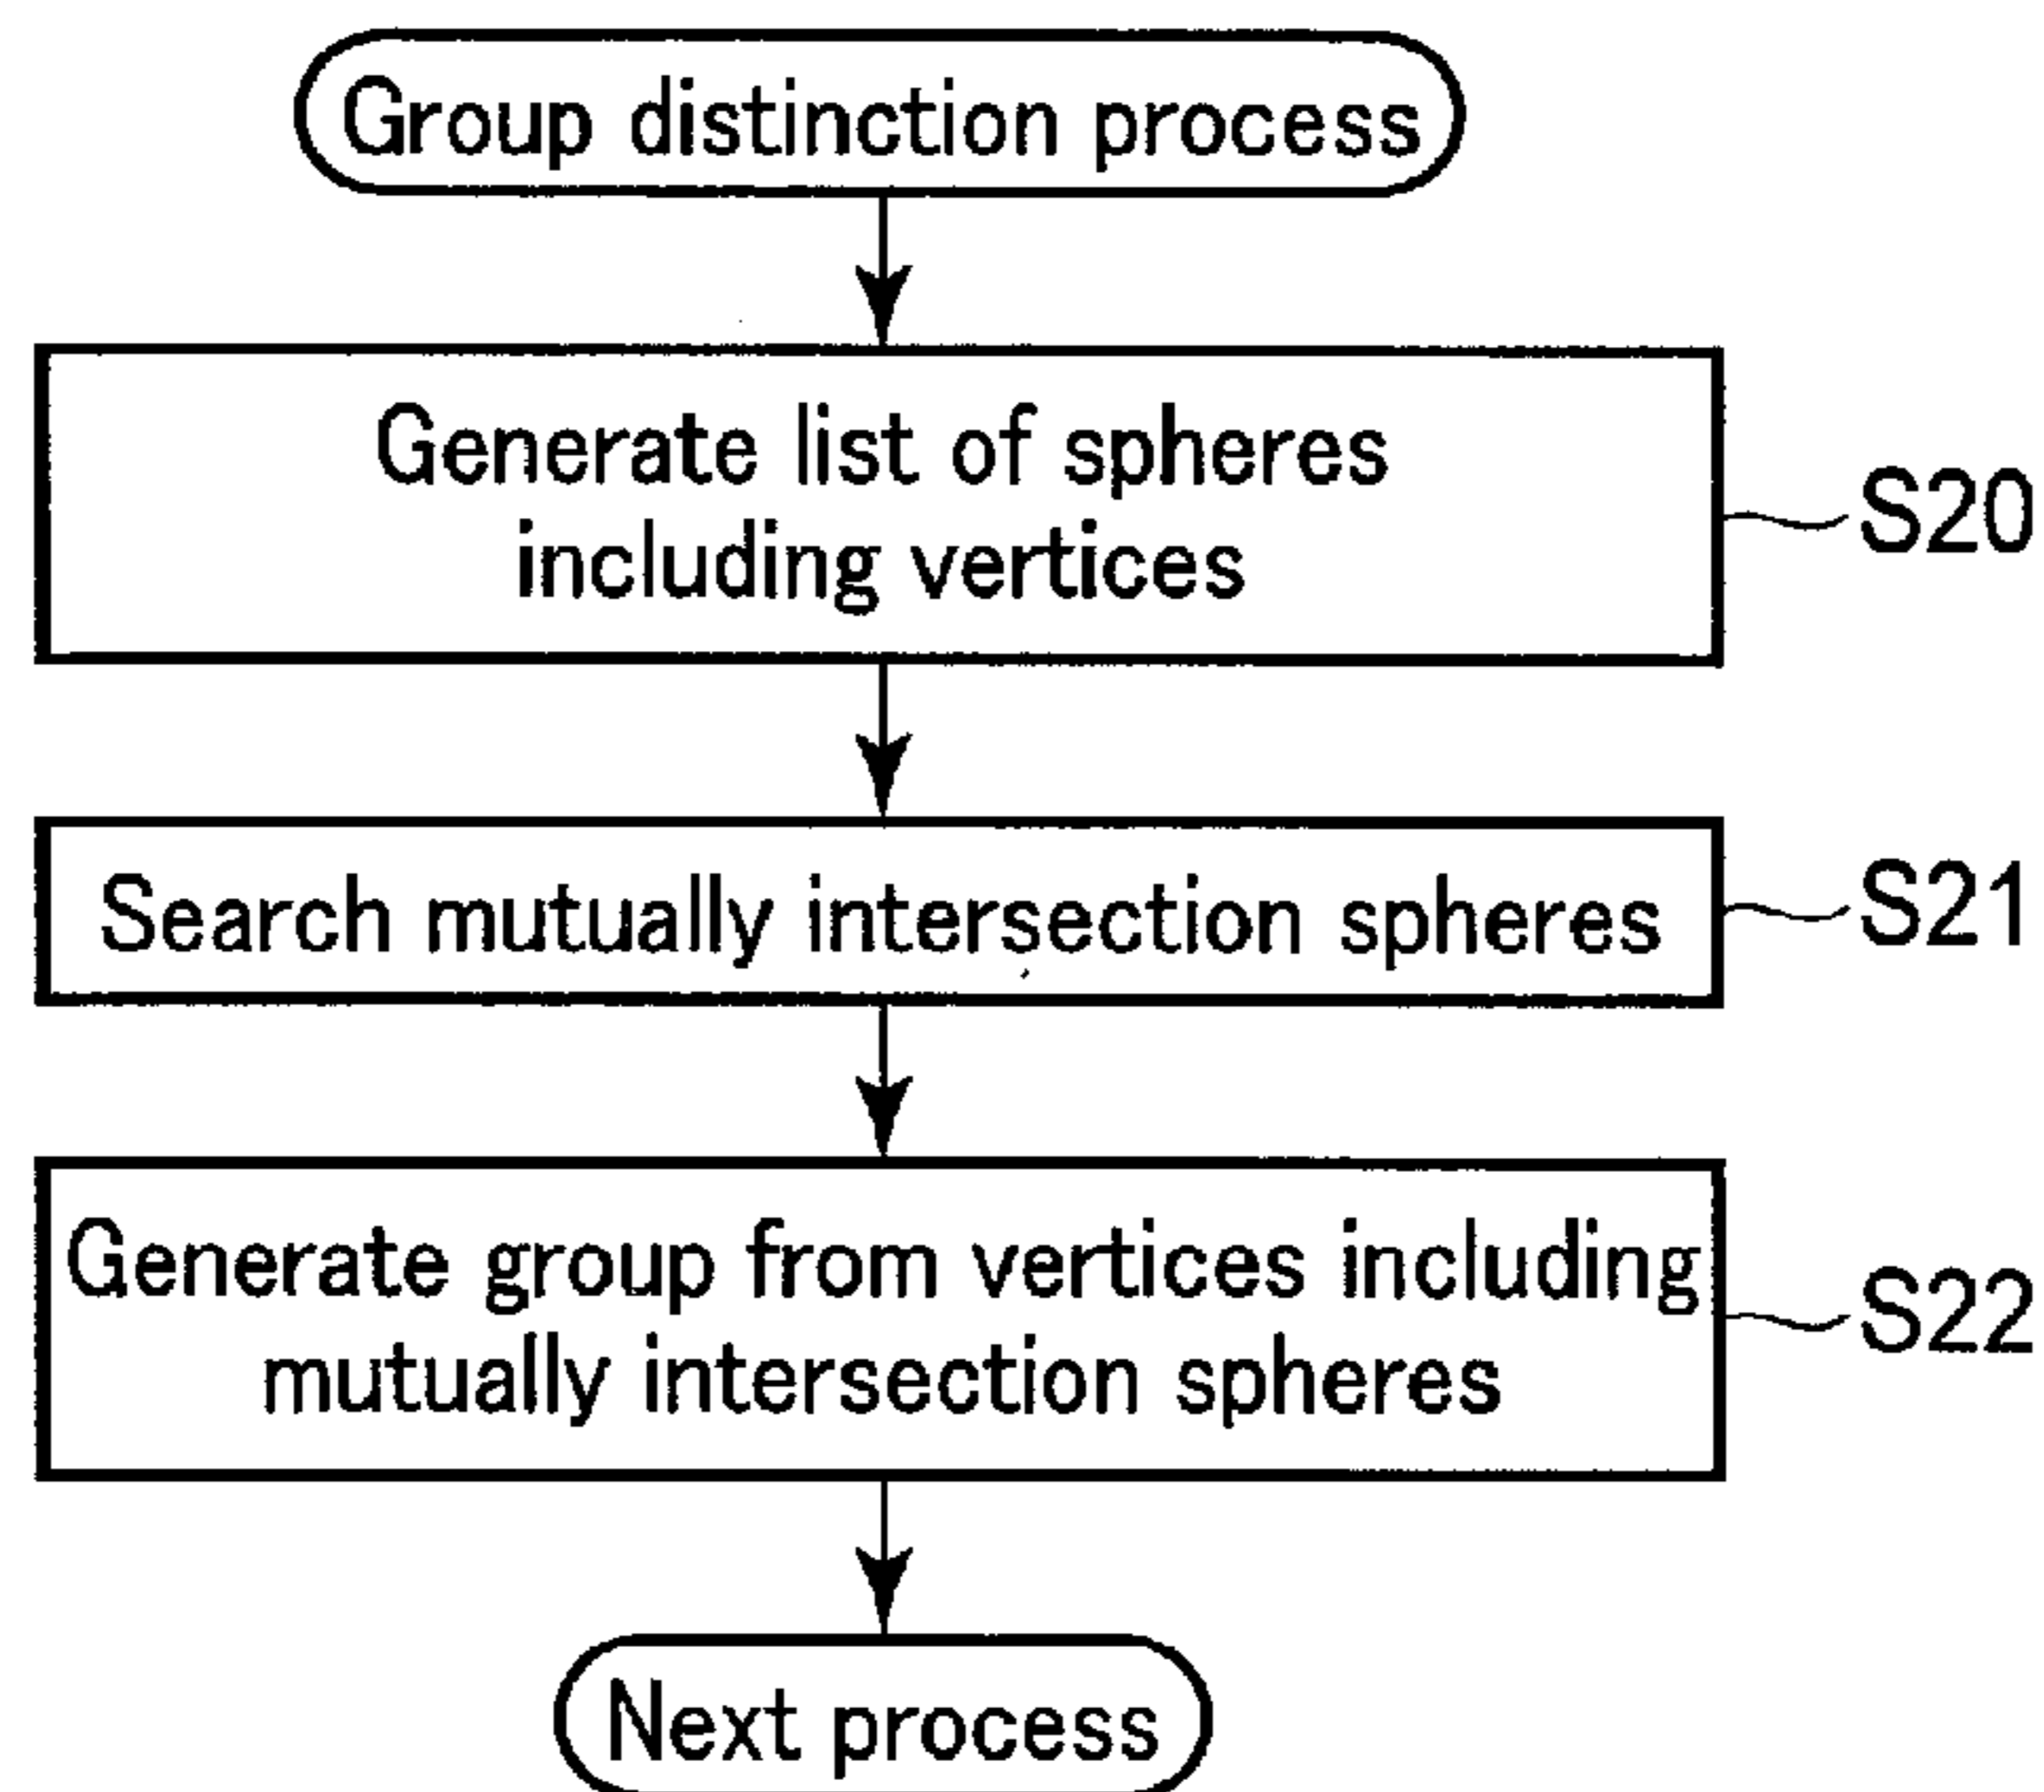 Group distinction process
Generate list of spheres
including vertices
S20
Search mutually intersection spheres
S21
Generate group from vertices including
mutually intersection spheres
S22
Next process